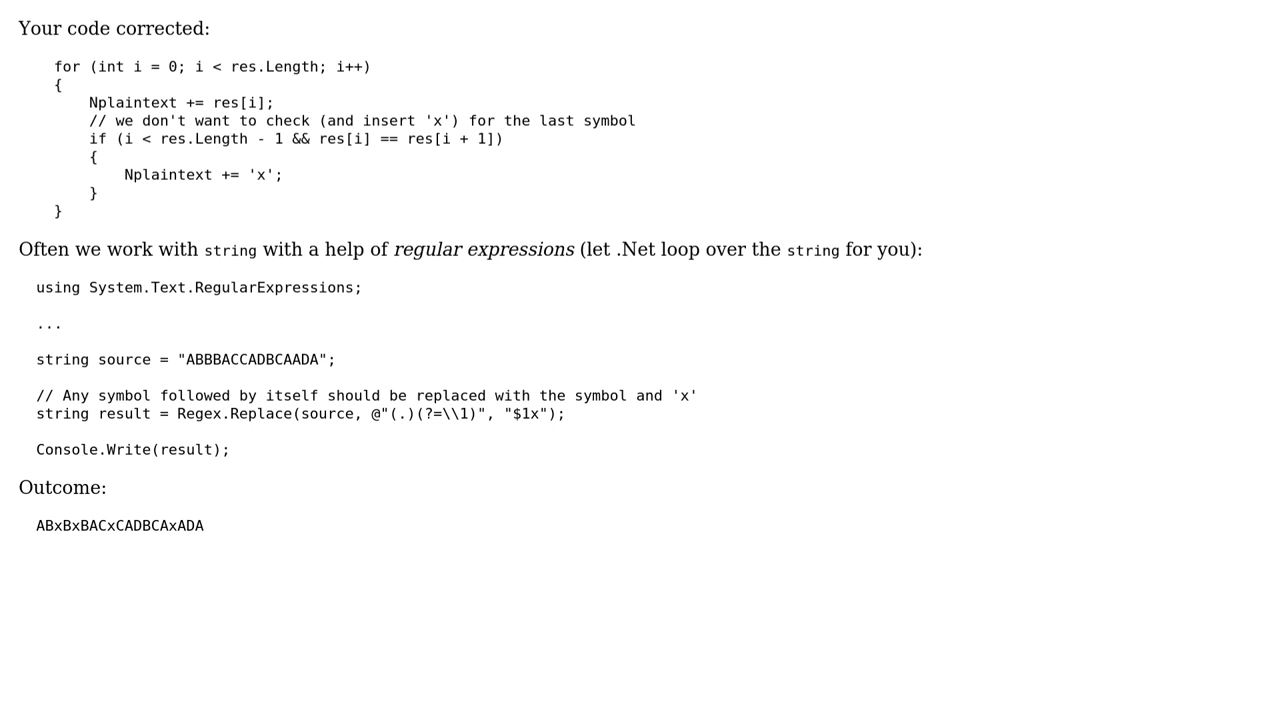 Your code corrected:
for (int i = 0; i < res.Length; i++)
{
    Nplaintext += res[i];
    // we don't want to check (and insert 'x') for the last symbol
    if (i < res.Length - 1 && res[i] == res[i + 1])
    {
        Nplaintext += 'x';
    }
}
Often we work with string with a help of regular expressions (let .Net loop over the string for you):
using System.Text.RegularExpressions;
...
string source = "ABBBACCADBCAADA";
// Any symbol followed by itself should be replaced with the symbol and 'x'
string result = Regex.Replace(source, @"(.)(?=\\1)", "$1x");
Console.Write(result);
Outcome:
ABxBxBACxCADBCAxADA